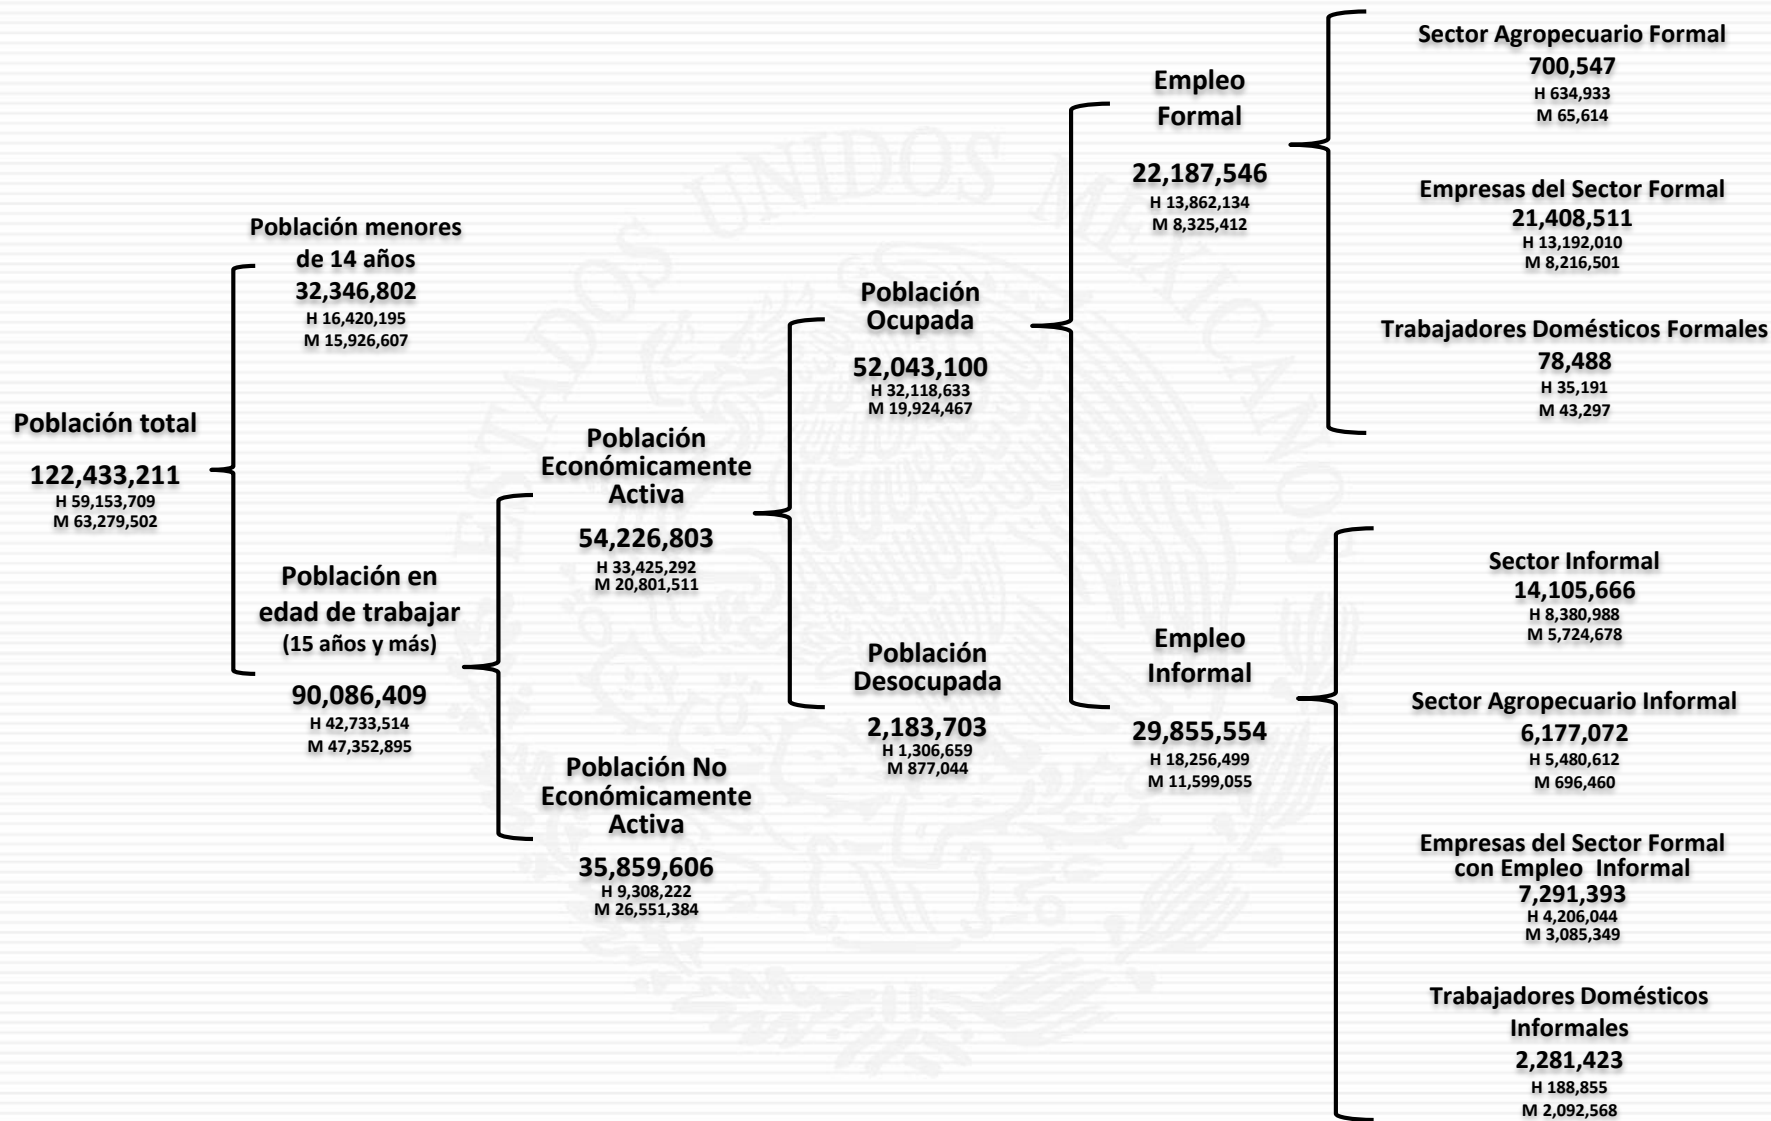 Población total
122,433,211
H 59,153,709
M 63,279,502
Población menores
de 14 años
32,346,802
H 16,420,195
M 15,926,607
Población en
edad de trabajar
(15 años y más)
90,086,409
H 42,733,514
M 47,352,895
Población
Económicamente
Activa
54,226,803
H 33,425,292
M 20,801,511
Población No
Económicamente
Activa
35,859,606
H 9,308,222
M 26,551,384
Población
Ocupada
52,043,100
H 32,118,633
M 19,924,467
Población
Desocupada
2,183,703
H 1,306,659
M 877,044
Empleo
Formal
22,187,546
H 13,862,134
M 8,325,412
Empleo
Informal
29,855,554
H 18,256,499
M 11,599,055
Sector Agropecuario Formal
700,547
H 634,933
M 65,614
Empresas del Sector Formal
21,408,511
H 13,192,010
M 8,216,501
Trabajadores Domésticos Formales
78,488
H 35,191
M 43,297
Sector Informal
14,105,666
H 8,380,988
M 5,724,678
Sector Agropecuario Informal
6,177,072
H 5,480,612
M 696,460
Empresas del Sector Formal
con Empleo Informal
7,291,393
H 4,206,044
M 3,085,349
Trabajadores Domésticos
Informales
2,281,423
H 188,855
M 2,092,568
ESTADOS UNIDOS MEXICANOS